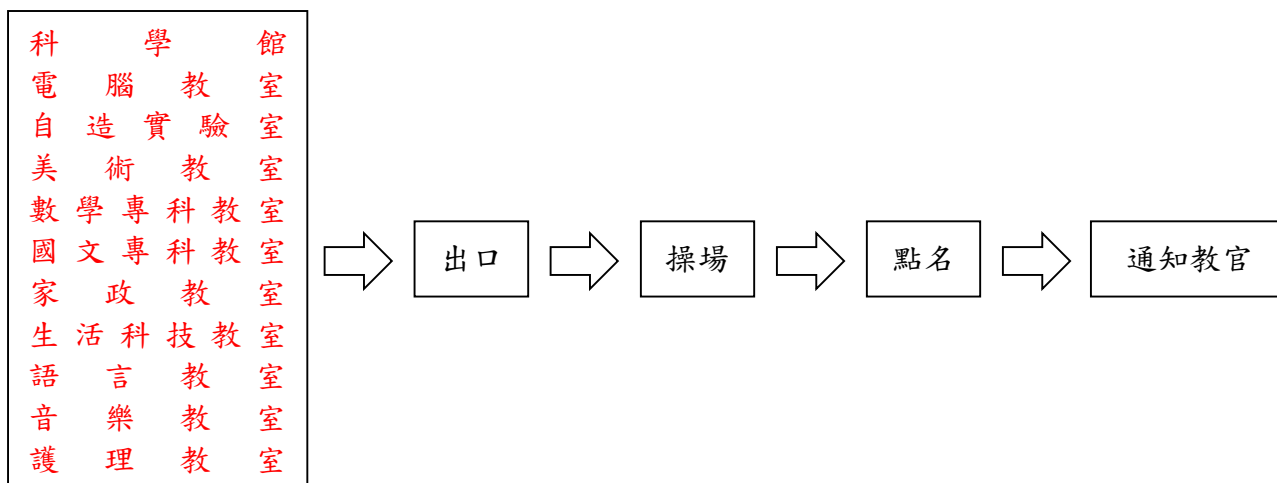 科學館
電腦教室
自造實驗室
美術教室
數學專科教室
國文專科教室
家政教室
生活科技教室
語言教室
音樂教室
護理教室
出口
操場
點名
通知教官